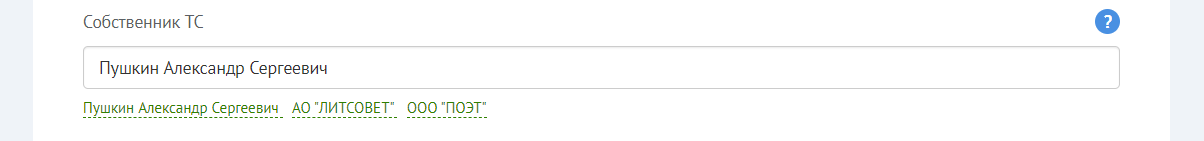 Собственник ТС ?
Пушкин Александр Сергеевич
Пушкин Александр Сергеевич АО "ЛИТСОВЕТ" ООО "ПОЭТ"